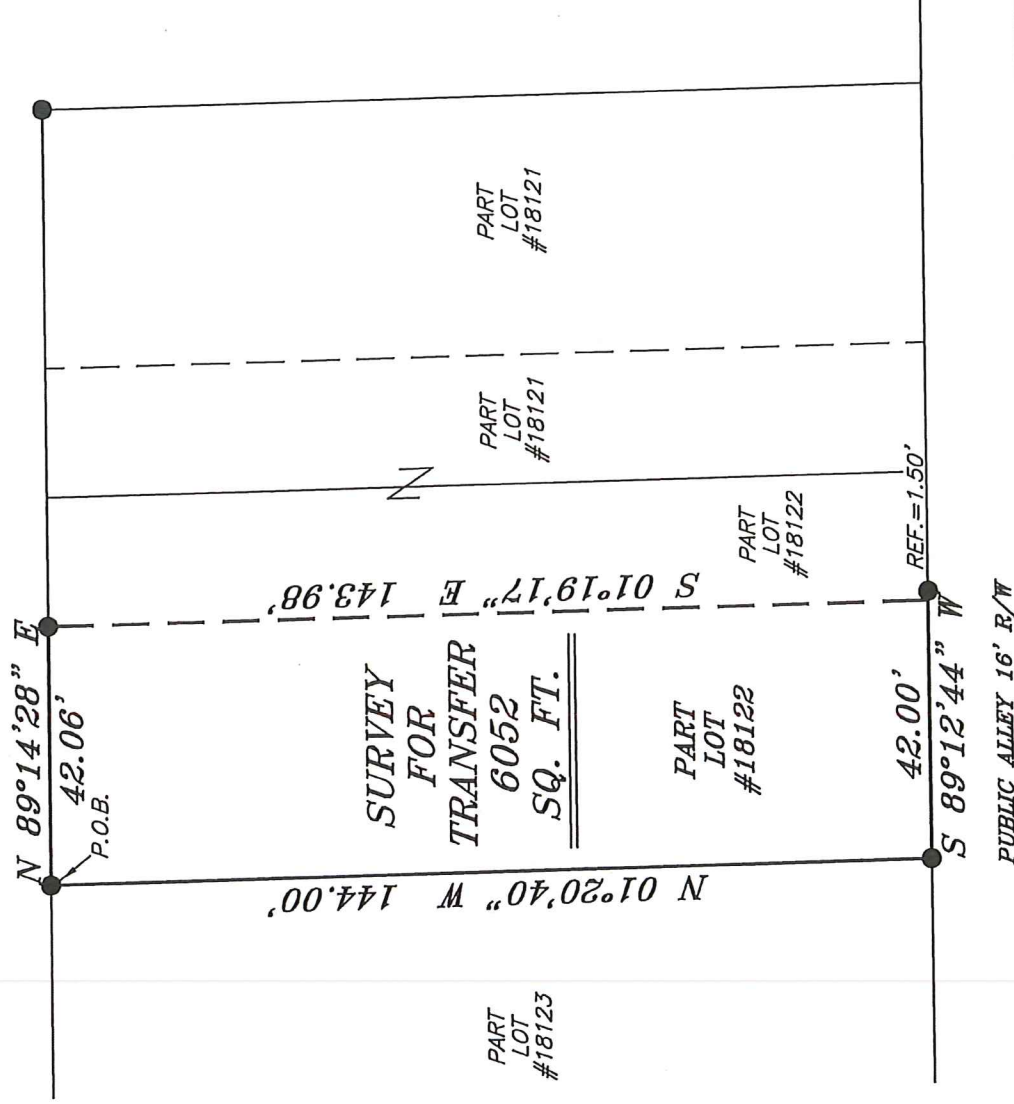 N 89°14'28" E
42.06'
P.O.B.
SURVEY
FOR
TRANSFER
6052
SQ. FT.
N 01°20'40" W 144.00'
S 01°19'17" E 143.98'
PART
LOT
#18122
42.00'
S 89°12'44" W
PUBLIC ALLEY 16' R/W
PART
LOT
#18123
PART
LOT
#18122
REF.=1.50'
PART
LOT
#18121
PART
LOT
#18121